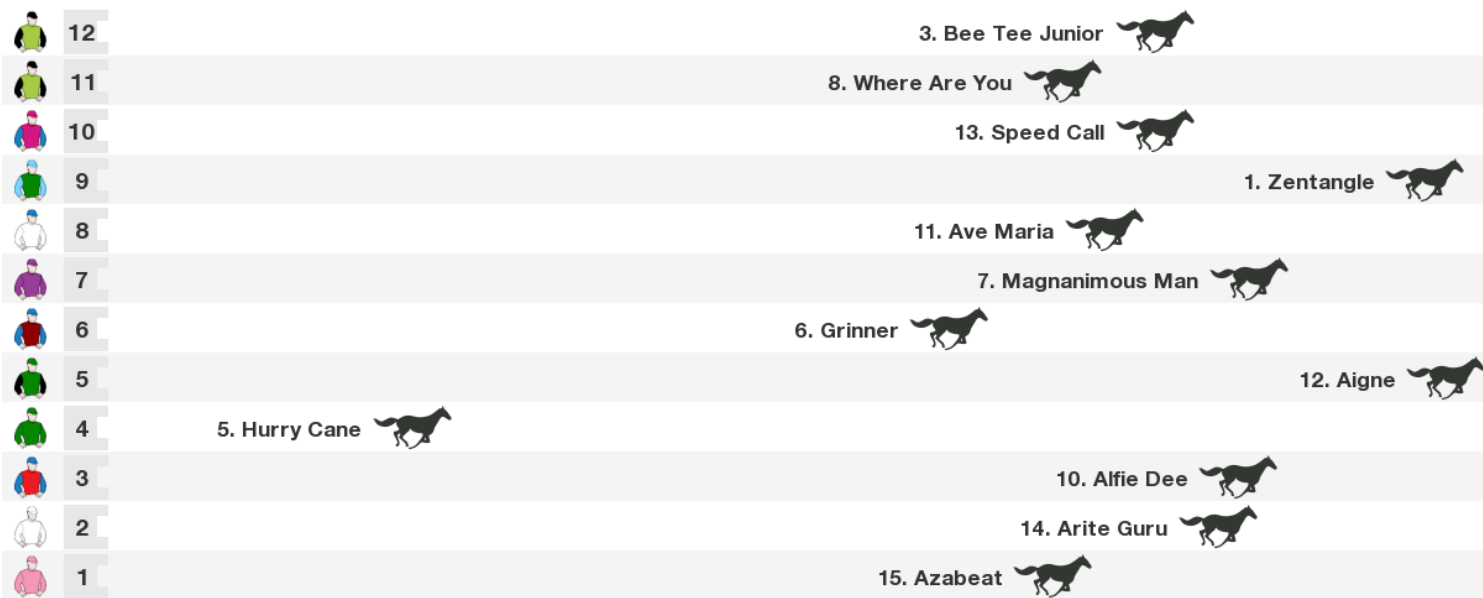 12 3. Bee Tee Junior
11 8. Where Are You
10 13. Speed Call
9 1. Zentangle
8 11. Ave Maria
7 7. Magnanimous Man
6 6. Grinner
5 12. Aigne
4 5. Hurry Cane
3 10. Alfie Dee
2 14. Arite Guru
1 15. Azabeat